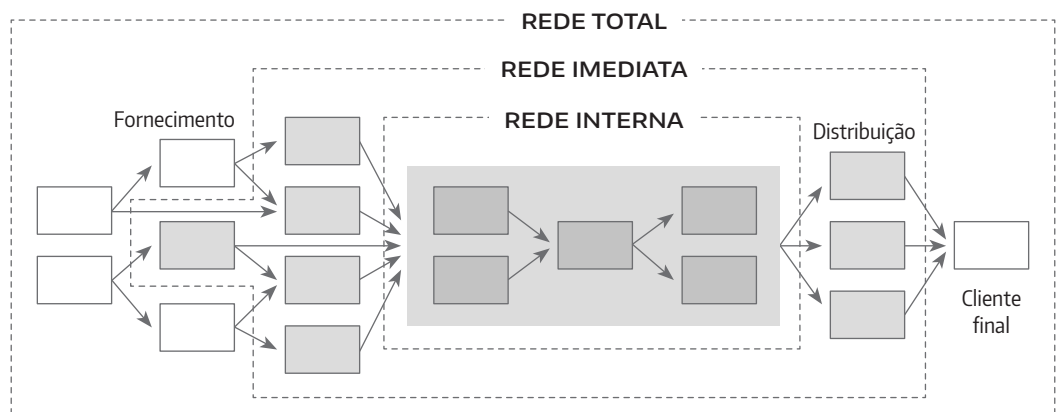 REDE TOTAL
REDE IMEDIATA
REDE INTERNA
Fornecimento
Distribuição
Cliente
final